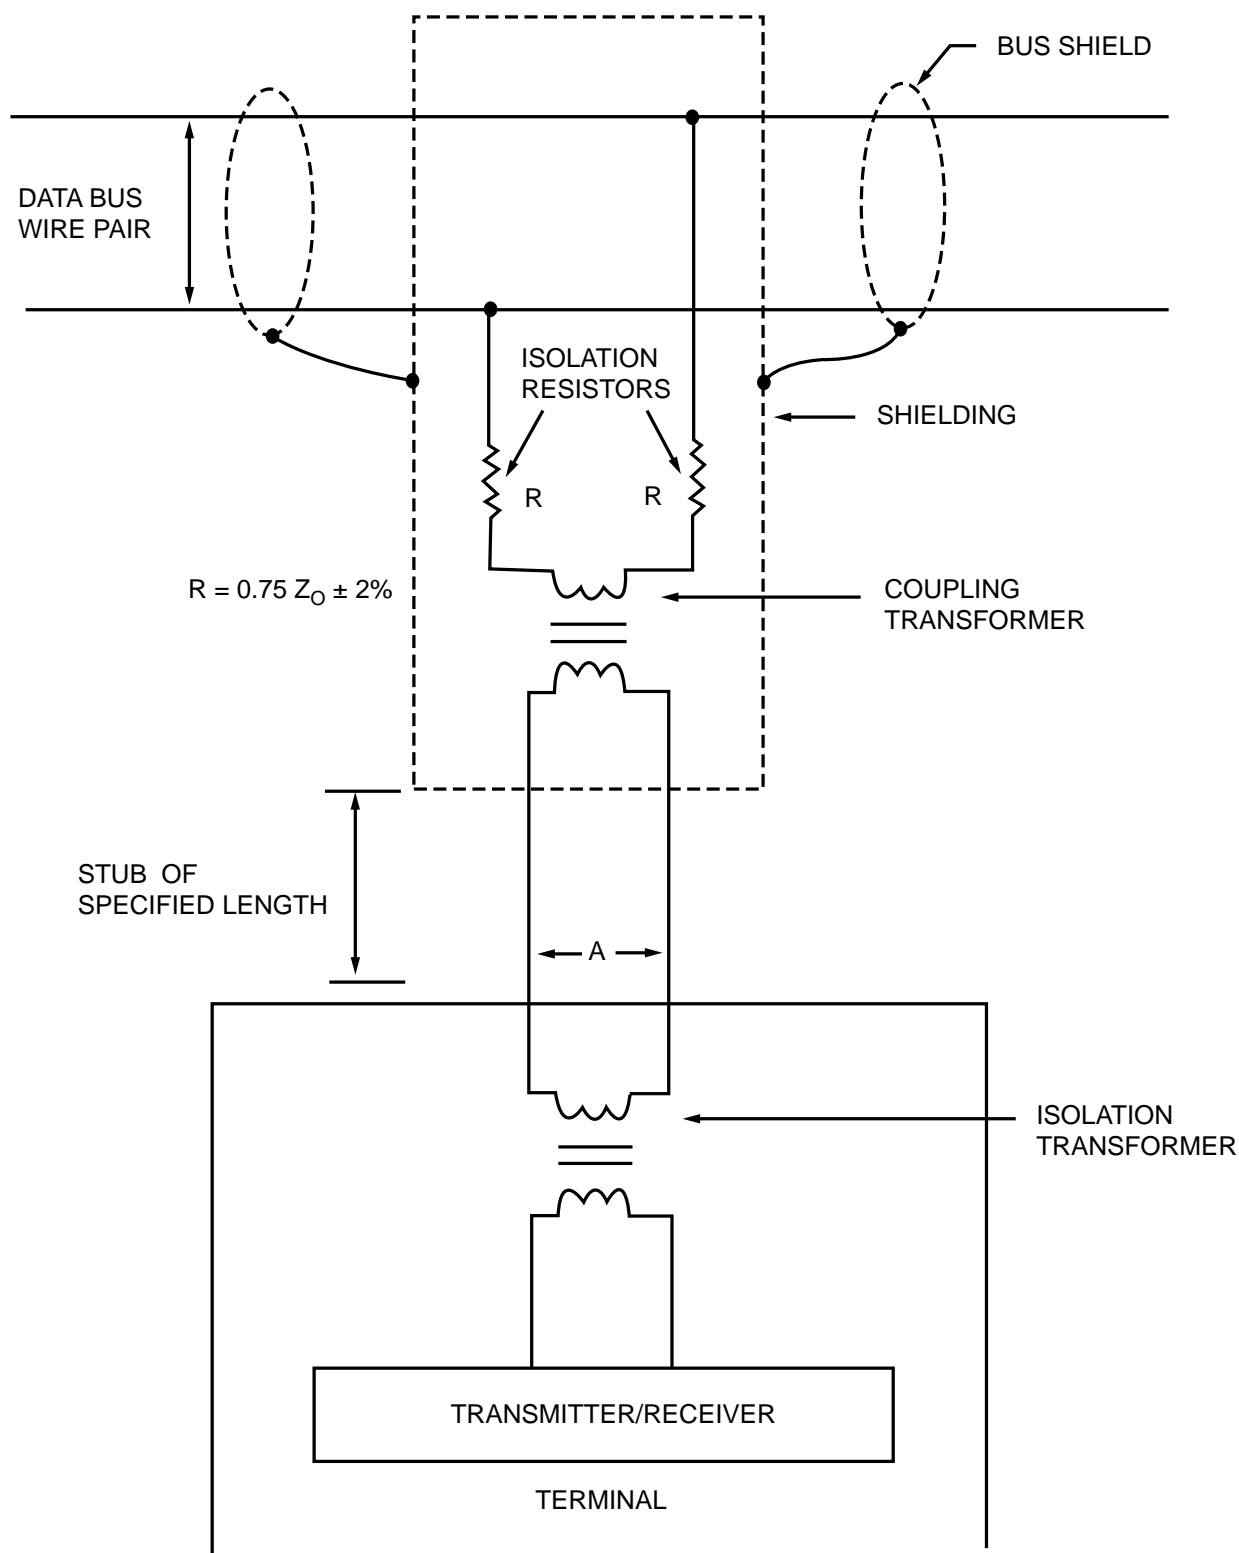 BUS SHIELD
DATA BUS
WIRE PAIR
ISOLATION
RESISTORS
SHIELDING
R
R
R = 0.75 ZO ± 2%
COUPLING
TRANSFORMER
STUB OF
SPECIFIED LENGTH
A
ISOLATION
TRANSFORMER
TRANSMITTER/RECEIVER
TERMINAL